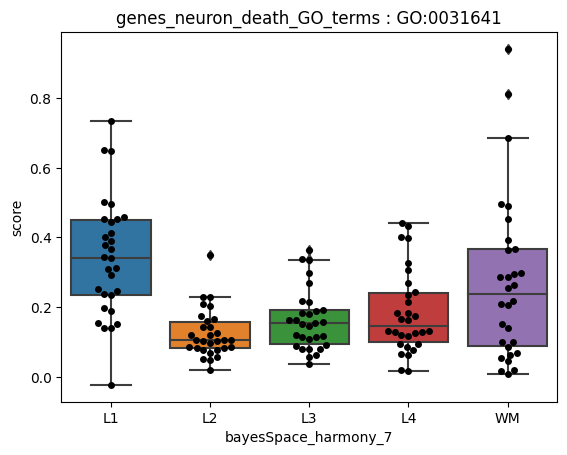 genes_neuron_death_GO_terms : GO:0031641
score
0.8
0.6
0.4
0.2
0.0
L1 L2 L3 L4 WM
bayesSpace_harmony_7